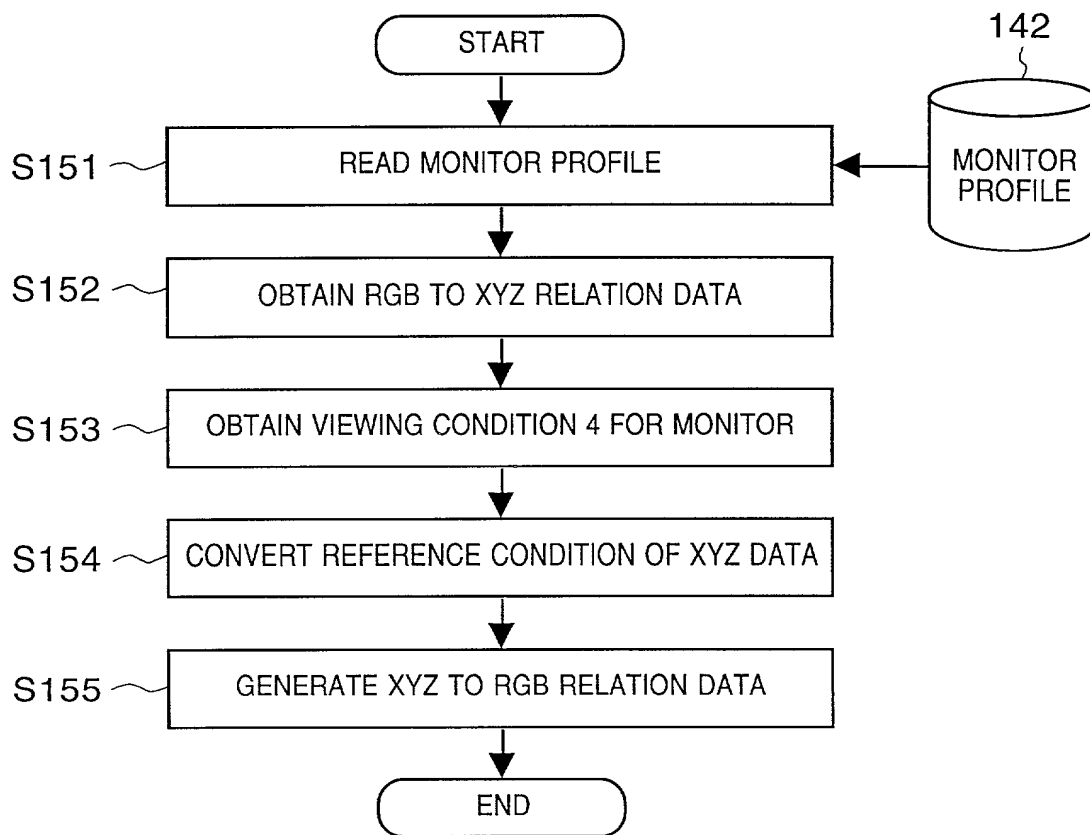 START
142
S151
READ MONITOR PROFILE
MONITOR
PROFILE
S152
OBTAIN RGB TO XYZ RELATION DATA
S153
OBTAIN VIEWING CONDITION 4 FOR MONITOR
S154
CONVERT REFERENCE CONDITION OF XYZ DATA
S155
GENERATE XYZ TO RGB RELATION DATA
END